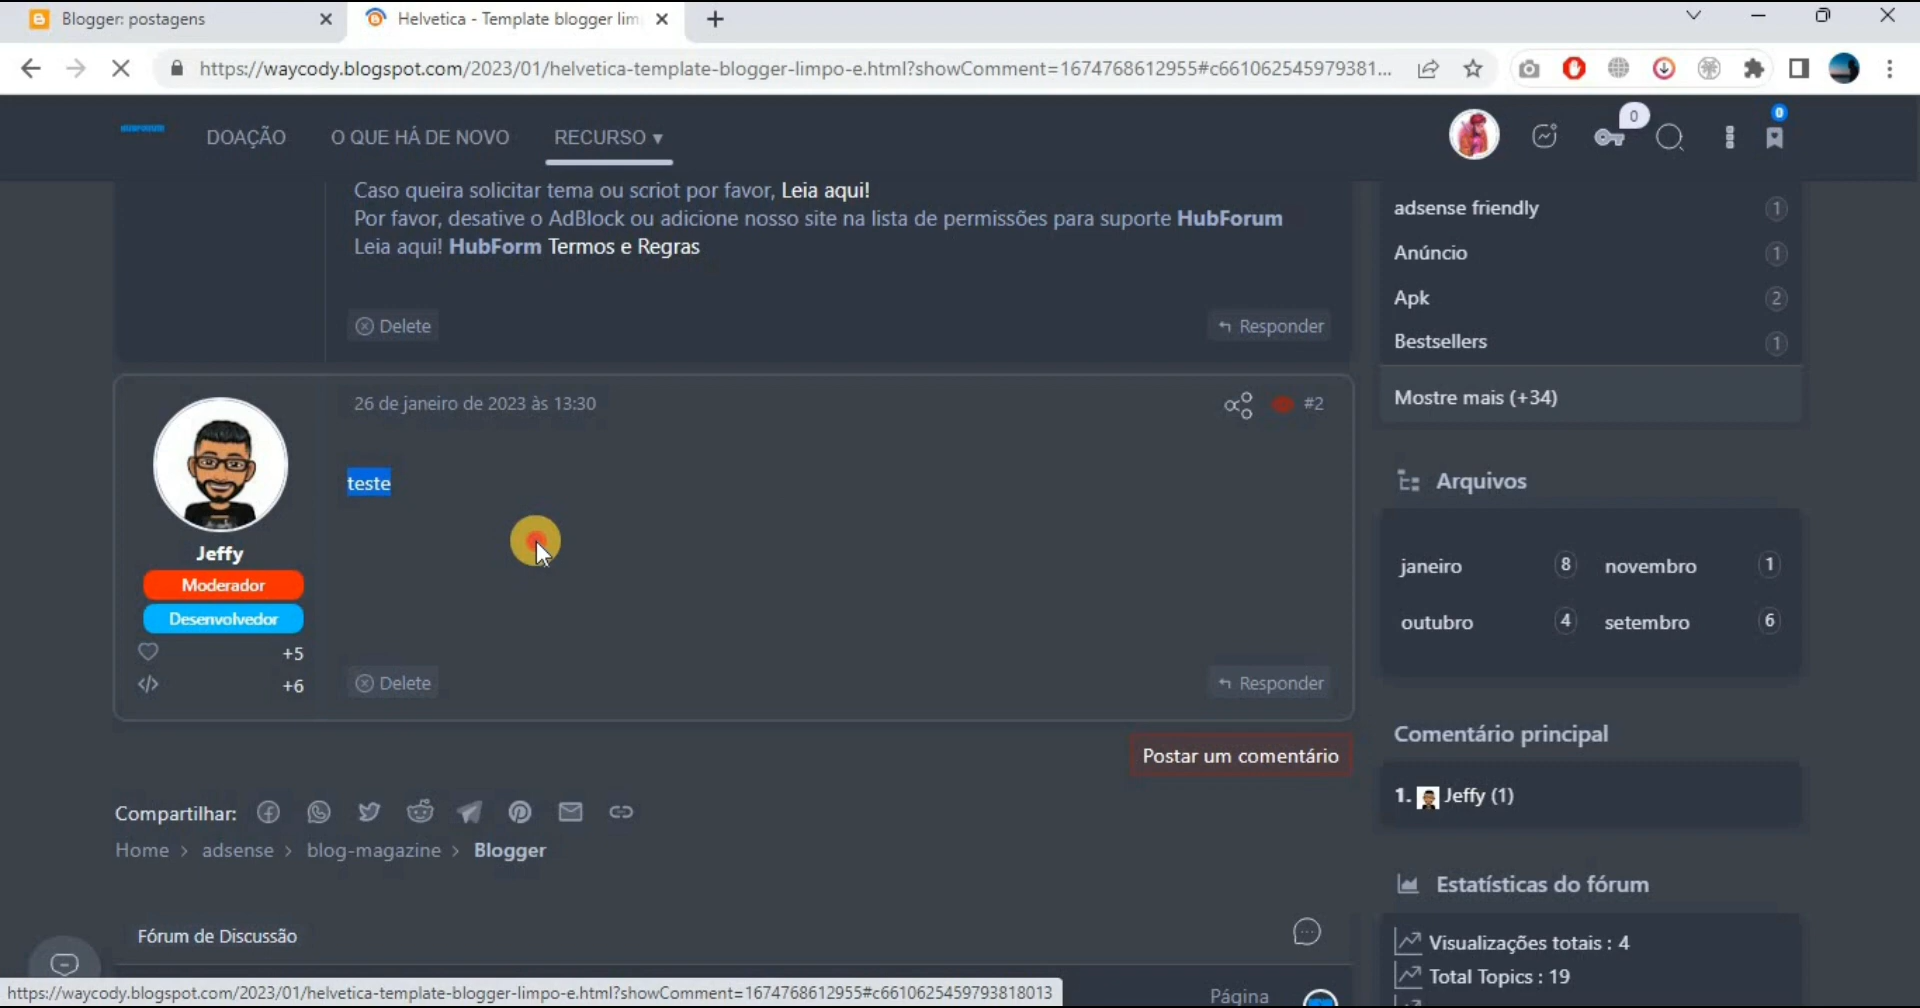 Blogger: postagens
Helvetica - Template blogger lim
https://waycody.blogspot.com/2023/01/helvetica-template-blogger-limpo-e.html?showComment=1674768612955#c661062545979381...
HUBFORUM
DOAÇÃO
O QUE HÁ DE NOVO
RECURSO ▾
0
0
Caso queira solicitar tema ou scriot por favor, Leia aqui!
Por favor, desative o AdBlock ou adicione nosso site na lista de permissões para suporte HubForum
Leia aqui! HubForm Termos e Regras
Delete
Responder
26 de janeiro de 2023 às 13:30
#2
teste
Jeffy
Moderador
Desenvolvedor
+5
+6
Delete
Responder
Postar um comentário
Compartilhar:
Home > adsense > blog-magazine > Blogger
Fórum de Discussão
adsense friendly 1
Anúncio 1
Apk 2
Bestsellers 1
Mostre mais (+34)
Arquivos
janeiro 8 novembro 1
outubro 4 setembro 6
Comentário principal
1. Jeffy (1)
Estatísticas do fórum
Visualizações totais : 4
Total Topics : 19
Página
https://waycody.blogspot.com/2023/01/helvetica-template-blogger-limpo-e.html?showComment=1674768612955#c6610625459793818013